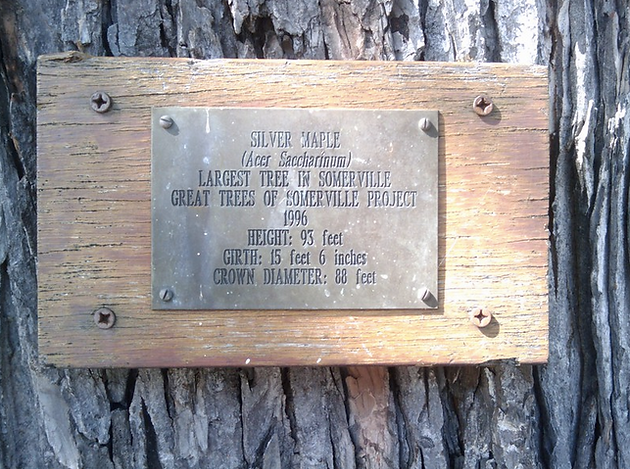 SILVER MAPLE
(Acer Saccharinum)
LARGEST TREE IN SOMERVILLE
GREAT TREES OF SOMERVILLE PROJECT
1996
HEIGHT: 93 feet
GIRTH: 15 feet 6 inches
CROWN DIAMETER: 88 feet